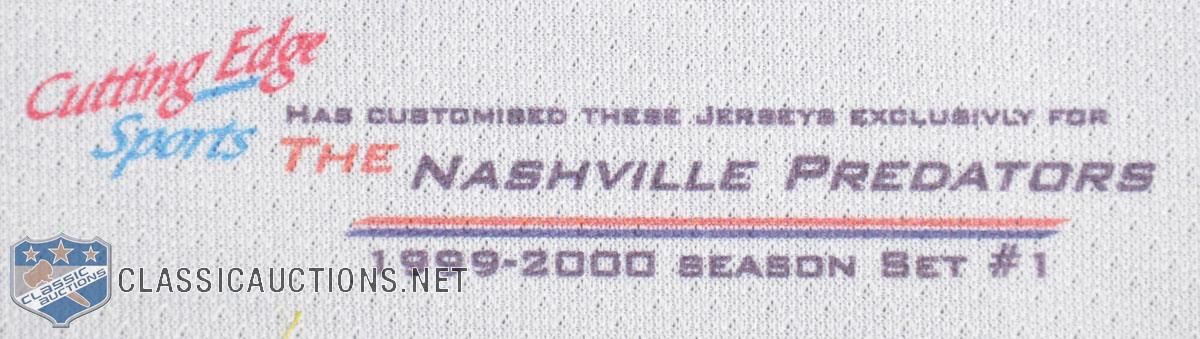 Cutting Edge
Sports
HAS CUSTOMISED THESE JERSEYS EXCLUSIVLY FOR
THE NASHVILLE PREDATORS
1999-2000 SEASON SET #1
CLASSIC
AUCTIONS
CLASSICAUCTIONS.NET